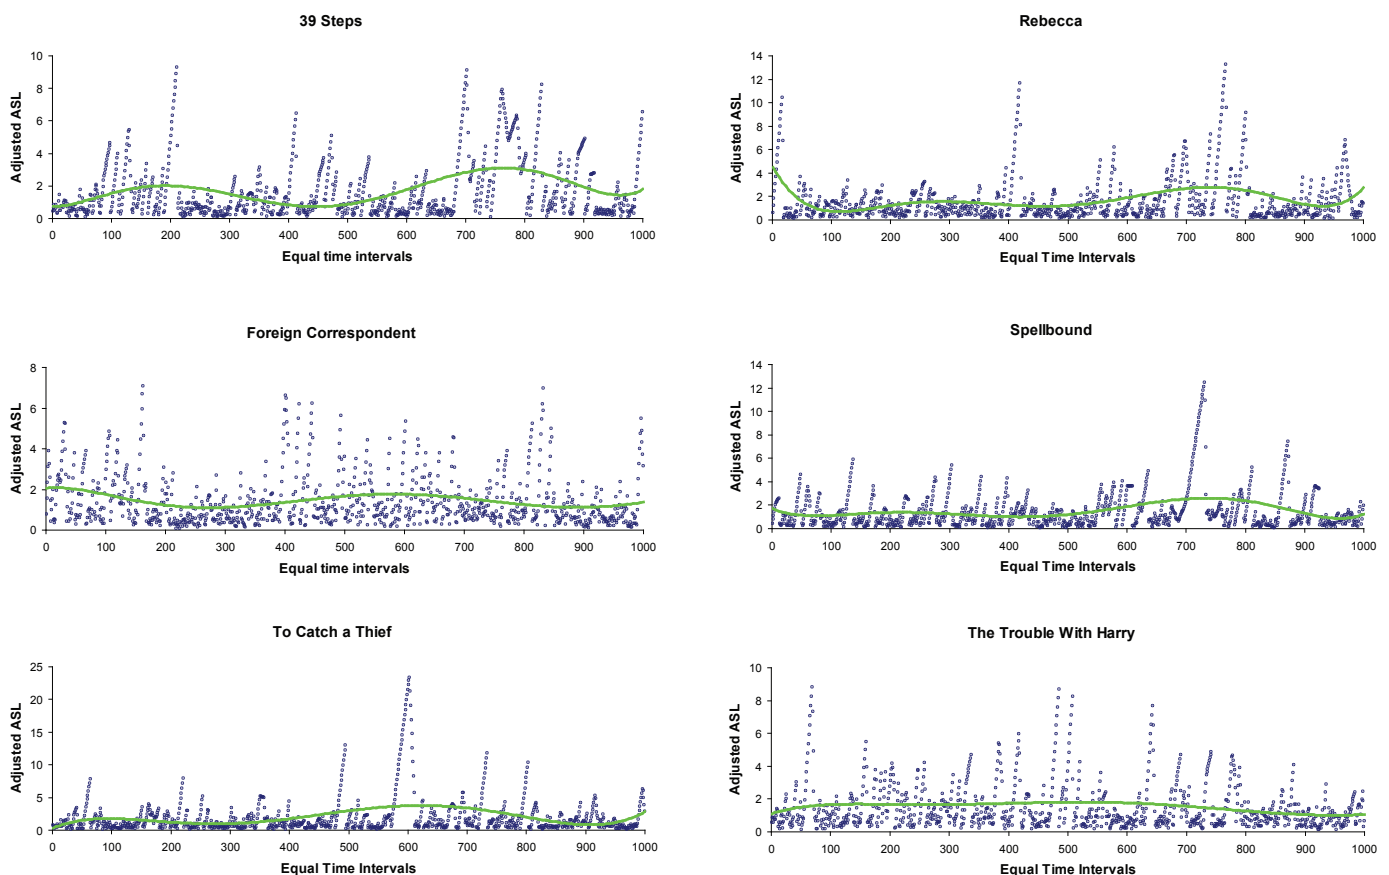 39 Steps
Adjusted ASL
10
8
6
4
2
0
0 100 200 300 400 500 600 700 800 900 1000
Equal time intervals
Rebecca
Adjusted ASL
14
12
10
8
6
4
2
0
0 100 200 300 400 500 600 700 800 900 1000
Equal Time Intervals
Foreign Correspondent
Adjusted ASL
8
6
4
2
0
0 100 200 300 400 500 600 700 800 900 1000
Equal time intervals
Spellbound
Adjusted ASL
14
12
10
8
6
4
2
0
0 100 200 300 400 500 600 700 800 900 1000
Equal Time Intervals
To Catch a Thief
Adjusted ASL
25
20
15
10
5
0
0 100 200 300 400 500 600 700 800 900 1000
Equal Time Intervals
The Trouble With Harry
Adjusted ASL
10
8
6
4
2
0
0 100 200 300 400 500 600 700 800 900 1000
Equal Time Intervals